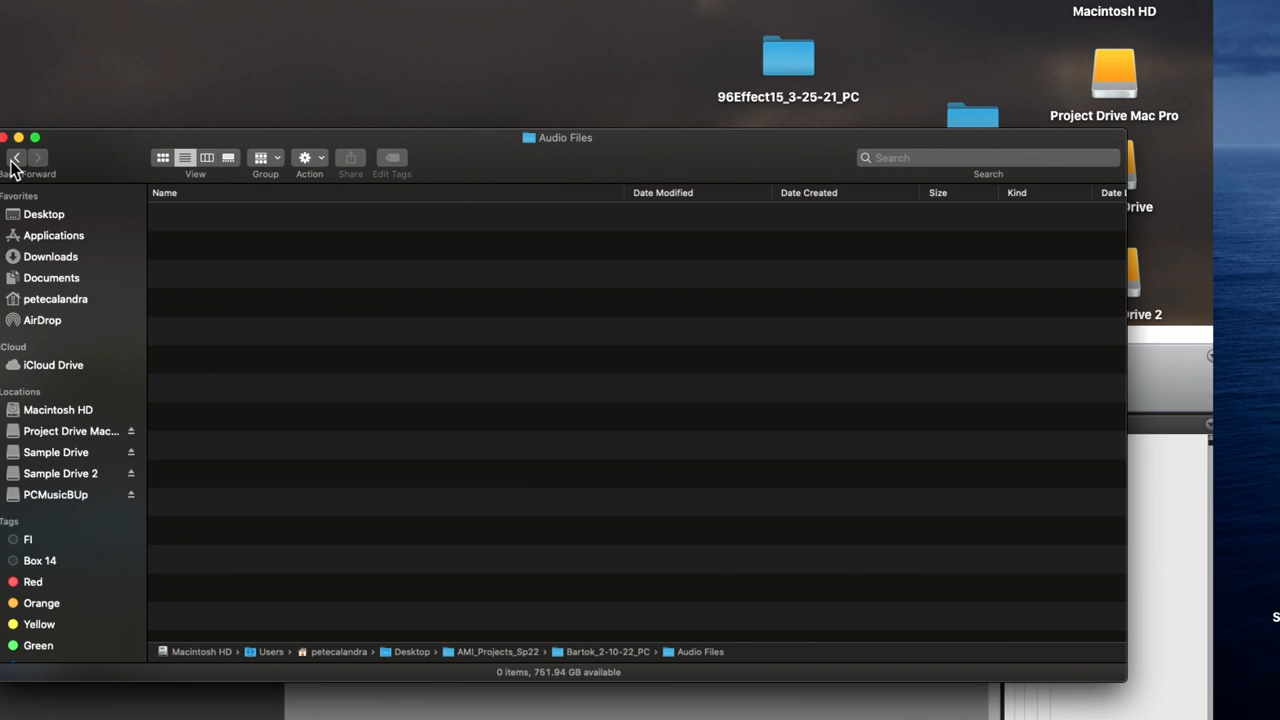 Macintosh HD
96Effect15_3-25-21_PC
Project Drive Mac Pro
Audio Files
Forward
View
Group
Action
Share
Edit Tags
Search
Search
Favorites
Name
Date Modified
Date Created
Size
Kind
Date
Drive
Desktop
Applications
Downloads
Documents
petecalandra
AirDrop
Drive 2
iCloud
iCloud Drive
Locations
Macintosh HD
Project Drive Mac...
Sample Drive
Sample Drive 2
PCMusicBUp
Tags
FI
Box 14
Red
Orange
Yellow
Green
Macintosh HD › Users › petecalandra › Desktop › AMI_Projects_Sp22 › Bartok_2-10-22_PC › Audio Files
0 items, 751.94 GB available